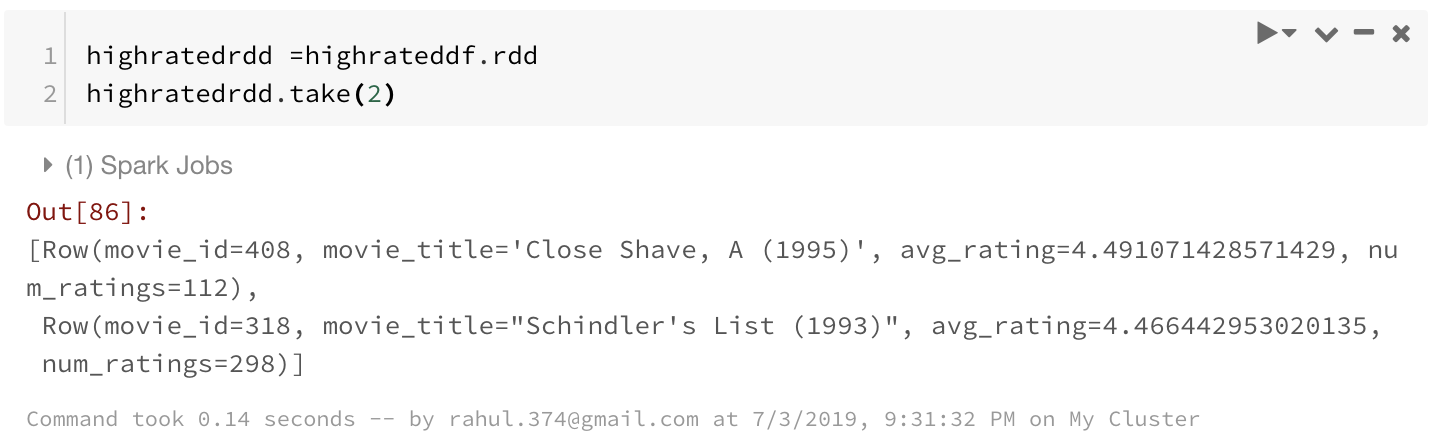 1 highratedrdd =highrateddf.rdd
2 highratedrdd.take(2)
(1) Spark Jobs
Out[86]:
[Row(movie_id=408, movie_title='Close Shave, A (1995)', avg_rating=4.491071428571429, nu
m_ratings=112),
Row(movie_id=318, movie_title="Schindler's List (1993)", avg_rating=4.466442953020135,
num_ratings=298)]
Command took 0.14 seconds -- by rahul.374@gmail.com at 7/3/2019, 9:31:32 PM on My Cluster